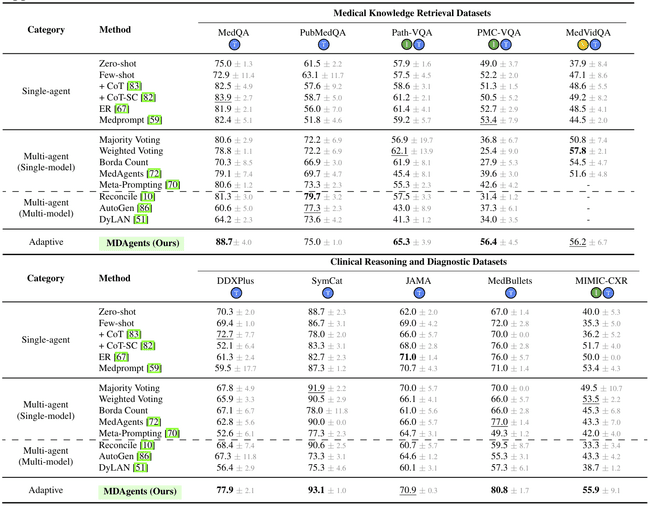 Medical Knowledge Retrieval Datasets
Category Method MedQA PubMedQA Path-VQA PMC-VQA MedVidQA
T T I T I T V T
Zero-shot 75.0 ± 1.3 61.5 ± 2.2 57.9 ± 1.6 49.0 ± 3.7 37.9 ± 8.4
Few-shot 72.9 ± 11.4 63.1 ± 11.7 57.5 ± 4.5 52.2 ± 2.0 47.1 ± 8.6
Single-agent + CoT [83] 82.5 ± 4.9 57.6 ± 9.2 58.6 ± 3.1 51.3 ± 1.5 48.6 ± 5.5
+ CoT-SC [82] 83.9 ± 2.7 58.7 ± 5.0 61.2 ± 2.1 50.5 ± 5.2 49.2 ± 8.2
ER [67] 81.9 ± 2.1 56.0 ± 7.0 61.4 ± 4.1 52.7 ± 2.9 48.5 ± 4.1
Medprompt [59] 82.4 ± 5.1 51.8 ± 4.6 59.2 ± 5.7 53.4 ± 7.9 44.5 ± 2.0
Majority Voting 80.6 ± 2.9 72.2 ± 6.9 56.9 ± 19.7 36.8 ± 6.7 50.8 ± 7.4
Multi-agent (Single-model) Weighted Voting 78.8 ± 1.1 72.2 ± 6.9 62.1 ± 13.9 25.4 ± 9.0 57.8 ± 2.1
Borda Count 70.3 ± 8.5 66.9 ± 3.0 61.9 ± 8.1 27.9 ± 5.3 54.5 ± 4.7
MedAgents [72] 79.1 ± 7.4 69.7 ± 4.7 45.4 ± 8.1 39.6 ± 3.0 51.6 ± 4.8
Meta-Prompting [70] 80.6 ± 1.2 73.3 ± 2.3 55.3 ± 2.3 42.6 ± 4.2 -
Multi-agent (Multi-model) Reconcile [10] 81.3 ± 3.0 79.7 ± 3.2 57.5 ± 3.3 31.4 ± 1.2 -
AutoGen [86] 60.6 ± 5.0 77.3 ± 2.3 43.0 ± 8.9 37.3 ± 6.1 -
DyLAN [51] 64.2 ± 2.3 73.6 ± 4.2 41.3 ± 1.2 34.0 ± 3.5 -
Adaptive MDAgents (Ours) 88.7 ± 4.0 75.0 ± 1.0 65.3 ± 3.9 56.4 ± 4.5 56.2 ± 6.7
Clinical Reasoning and Diagnostic Datasets
Category Method DDXPlus SymCat JAMA MedBullets MIMIC-CXR
T T T T I T
Zero-shot 70.3 ± 2.0 88.7 ± 2.3 62.0 ± 2.0 67.0 ± 1.4 40.0 ± 5.3
Few-shot 69.4 ± 1.0 86.7 ± 3.1 69.0 ± 4.2 72.0 ± 2.8 35.3 ± 5.0
Single-agent + CoT [83] 72.7 ± 7.7 78.0 ± 2.0 66.0 ± 5.7 70.0 ± 0.0 36.2 ± 5.2
+ CoT-SC [82] 52.1 ± 6.4 83.3 ± 3.1 68.0 ± 2.8 76.0 ± 2.8 51.7 ± 4.0
ER [67] 61.3 ± 2.4 82.7 ± 2.3 71.0 ± 1.4 76.0 ± 5.7 50.0 ± 0.0
Medprompt [59] 59.5 ± 17.7 87.3 ± 1.2 70.7 ± 4.3 71.0 ± 1.4 53.4 ± 4.3
Majority Voting 67.8 ± 4.9 91.9 ± 2.2 70.0 ± 5.7 70.0 ± 0.0 49.5 ± 10.7
Multi-agent (Single-model) Weighted Voting 65.9 ± 3.3 90.5 ± 2.9 66.1 ± 4.1 66.0 ± 5.7 53.5 ± 2.2
Borda Count 67.1 ± 6.7 78.0 ± 11.8 61.0 ± 5.6 66.0 ± 2.8 45.3 ± 6.8
MedAgents [72] 62.8 ± 5.6 90.0 ± 0.0 66.0 ± 5.7 77.0 ± 1.4 43.3 ± 7.0
Meta-Prompting [70] 52.6 ± 6.1 77.3 ± 2.3 64.7 ± 3.1 49.3 ± 1.2 42.0 ± 4.0
Multi-agent (Multi-model) Reconcile [10] 68.4 ± 7.4 90.6 ± 2.5 60.7 ± 5.7 59.5 ± 8.7 33.3 ± 3.4
AutoGen [86] 67.3 ± 11.8 73.3 ± 3.1 64.6 ± 1.2 55.3 ± 3.1 43.3 ± 4.2
DyLAN [51] 56.4 ± 2.9 75.3 ± 4.6 60.1 ± 3.1 57.3 ± 6.1 38.7 ± 1.2
Adaptive MDAgents (Ours) 77.9 ± 2.1 93.1 ± 1.0 70.9 ± 0.3 80.8 ± 1.7 55.9 ± 9.1